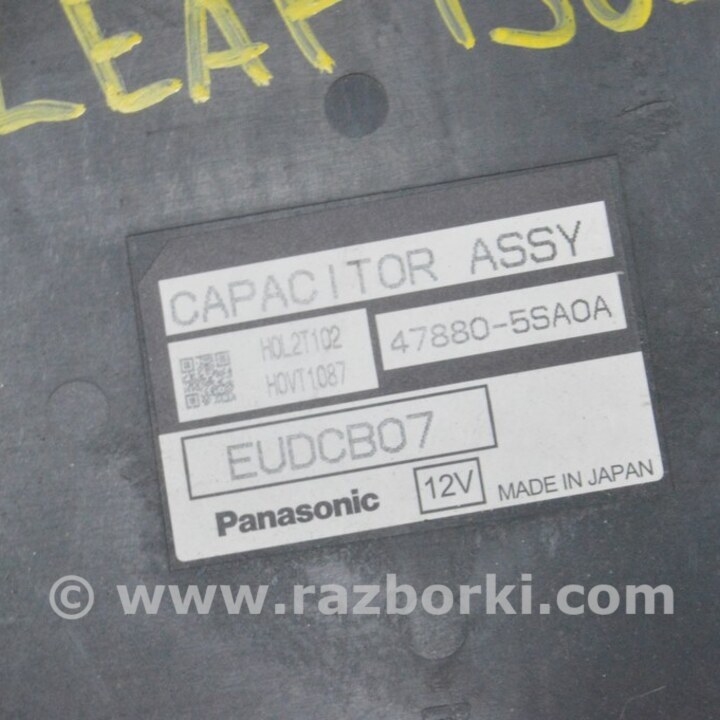 LEAF
CAPACITOR ASSY
H0L2T102
H0VT1087
47880-5SA0A
EUDCB07
Panasonic 12V MADE IN JAPAN
© www.razborki.com